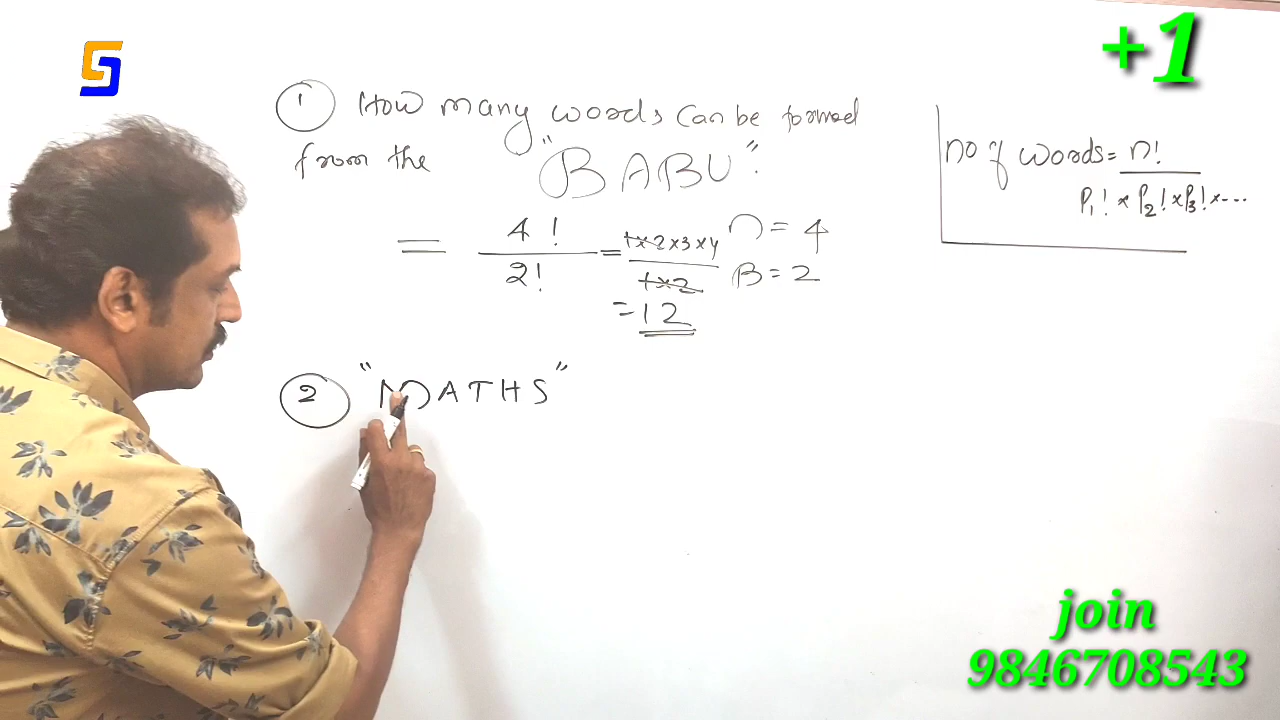 +1
① How many words can be formed
from the "BABU".
= 4! / 2! = 1×2×3×4 / 1×2 n = 4
B = 2
= 12
no of words = n! / P₁! × P₂! × P₃! × ...
② "MATHS"
join
9846708543